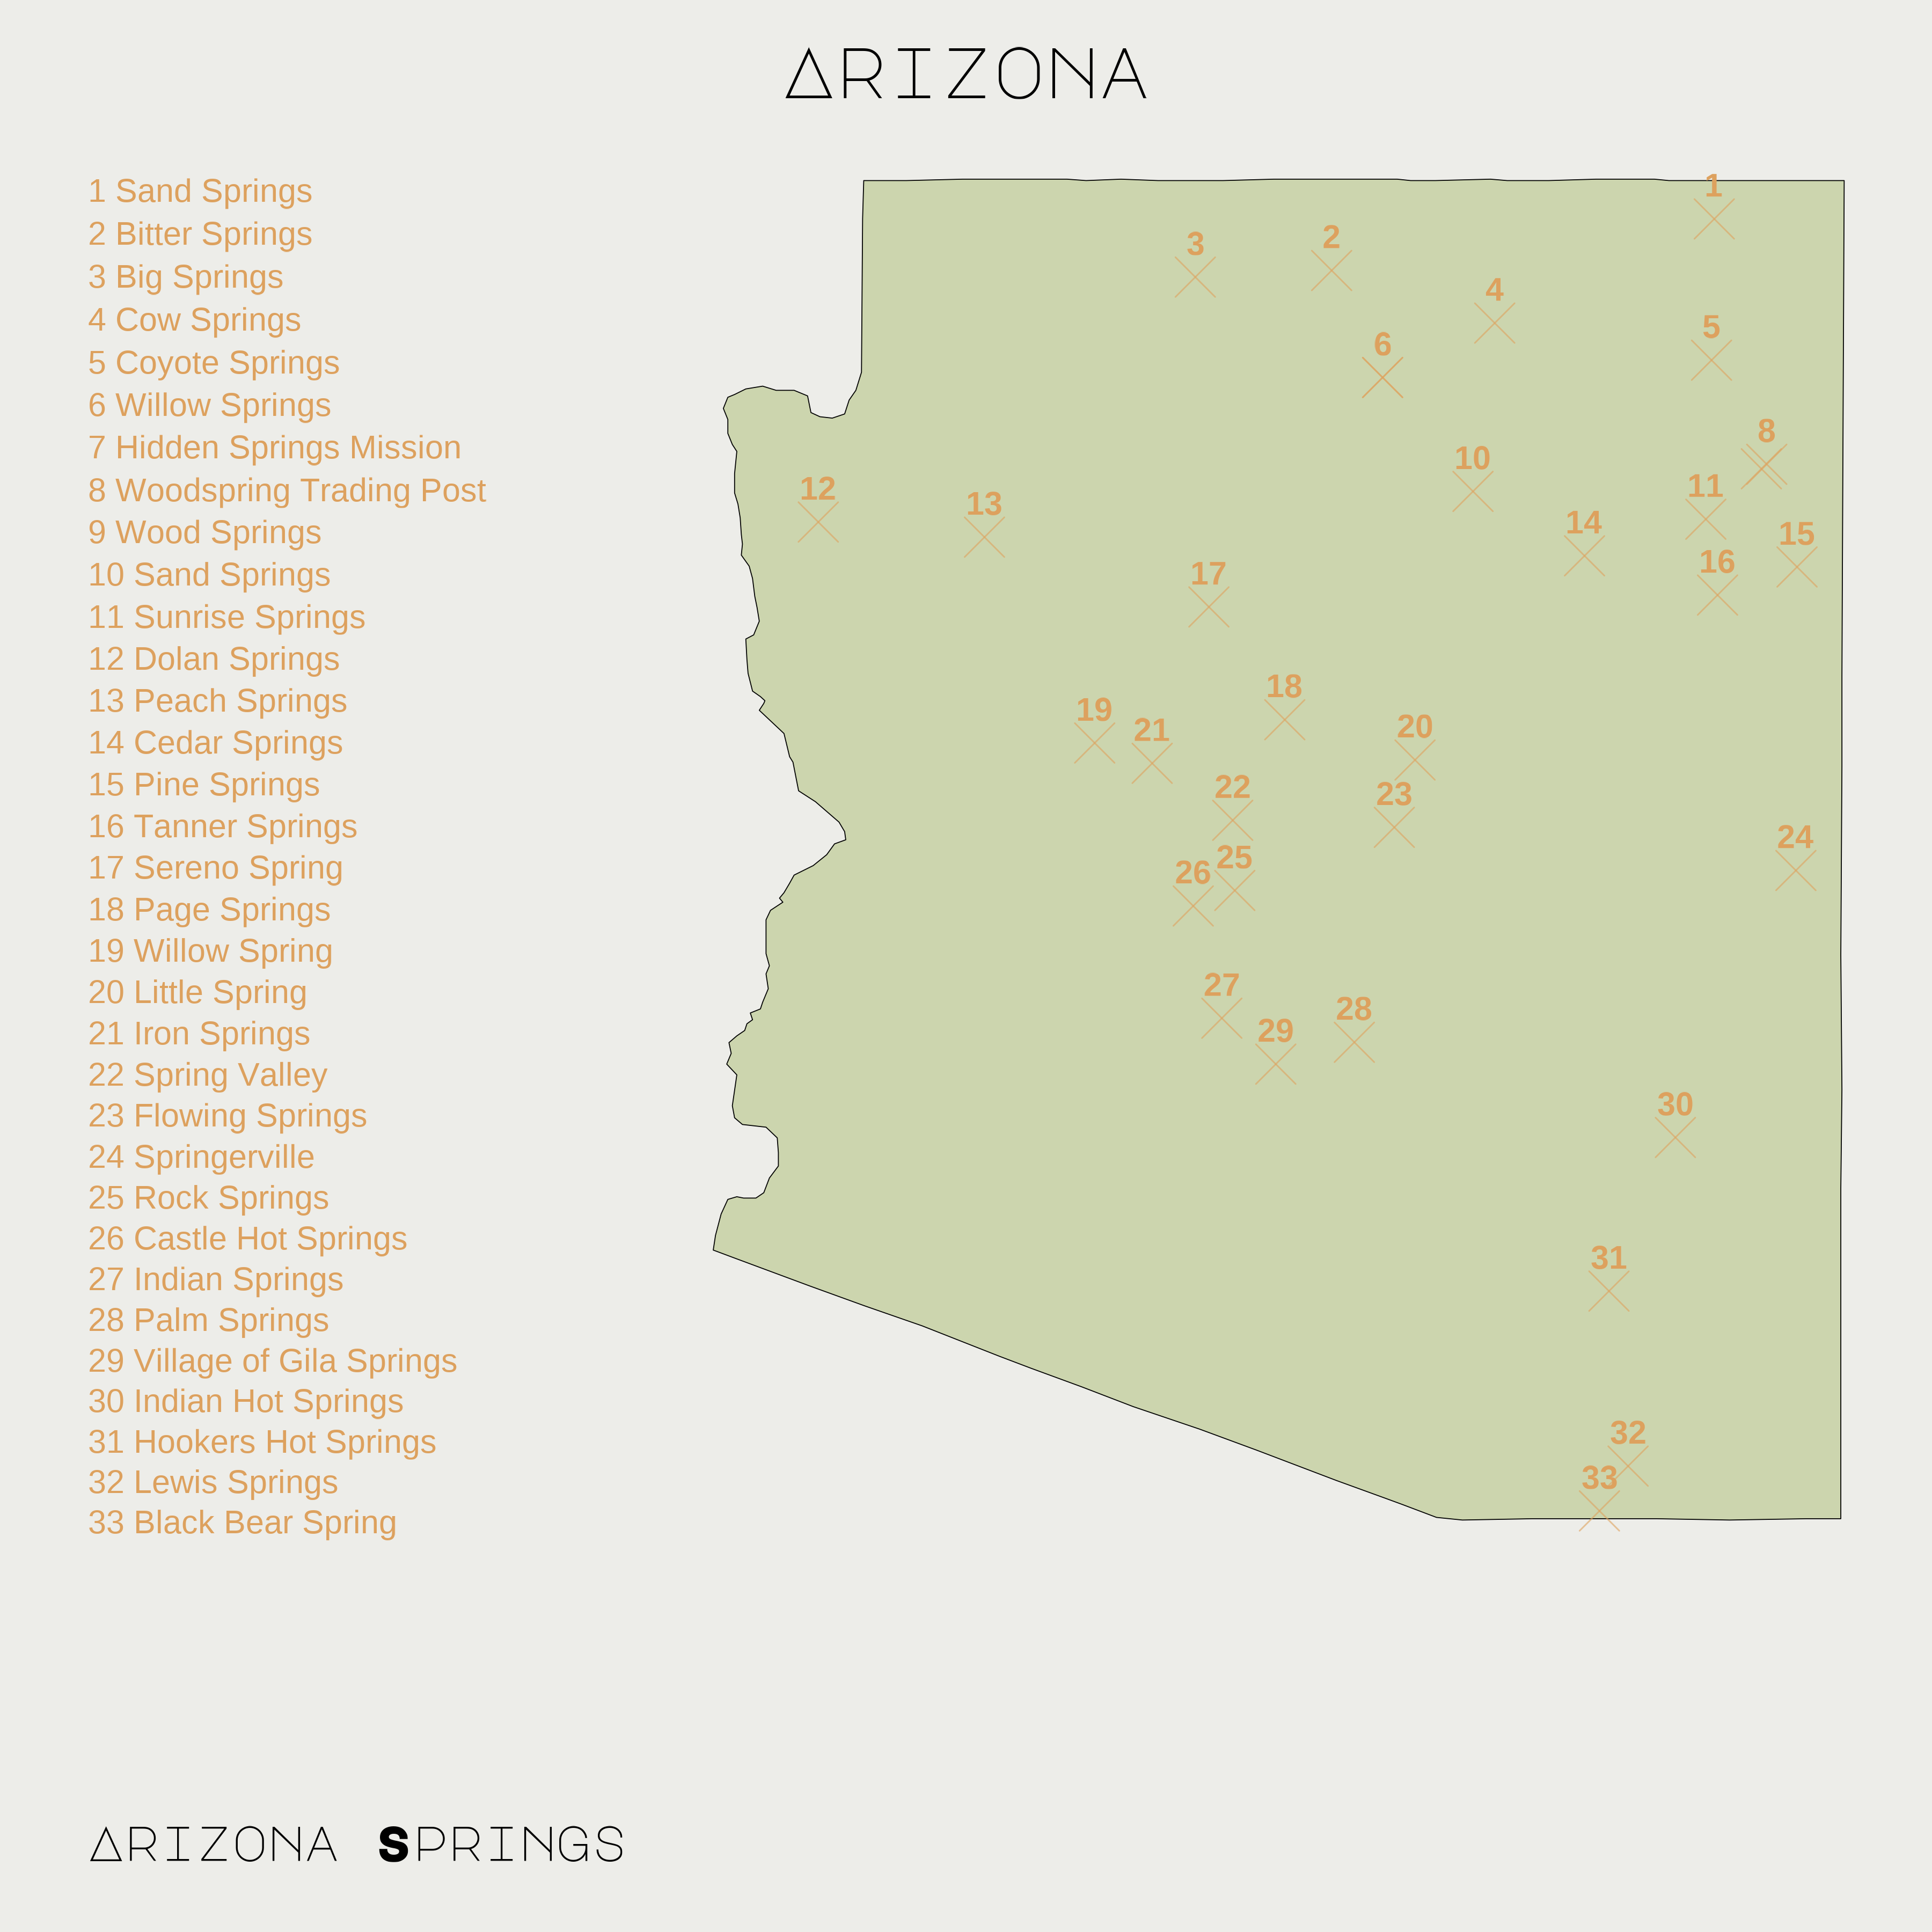 ARIZONA
1 Sand Springs
2 Bitter Springs
3 Big Springs
4 Cow Springs
5 Coyote Springs
6 Willow Springs
7 Hidden Springs Mission
8 Woodspring Trading Post
9 Wood Springs
10 Sand Springs
11 Sunrise Springs
12 Dolan Springs
13 Peach Springs
14 Cedar Springs
15 Pine Springs
16 Tanner Springs
17 Sereno Spring
18 Page Springs
19 Willow Spring
20 Little Spring
21 Iron Springs
22 Spring Valley
23 Flowing Springs
24 Springerville
25 Rock Springs
26 Castle Hot Springs
27 Indian Springs
28 Palm Springs
29 Village of Gila Springs
30 Indian Hot Springs
31 Hookers Hot Springs
32 Lewis Springs
33 Black Bear Spring
1
2
3
4
5
6
8
10
11
12
13
14
15
16
17
18
19
20
21
22
23
24
25
26
27
28
29
30
31
32
33
ARIZONA SPRINGS